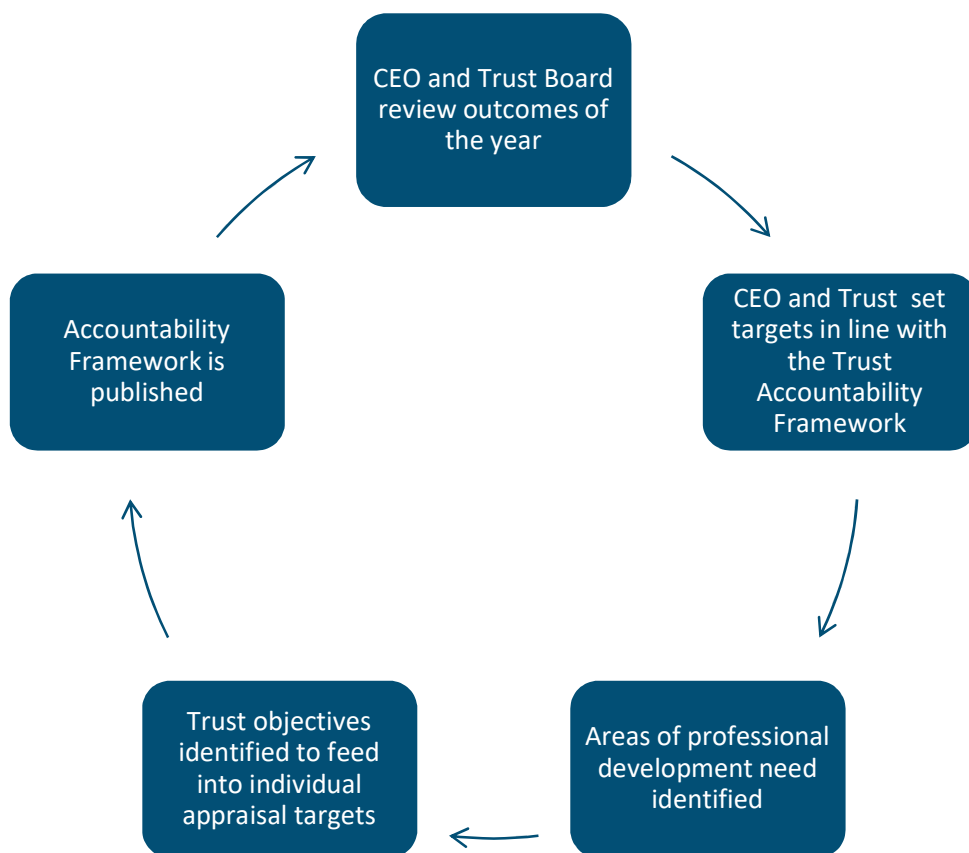 CEO and Trust Board
review outcomes of
the year
CEO and Trust  set
targets in line with
the Trust
Accountability
Framework
Areas of professional
development need
identified
Trust objectives
identified to feed
into individual
appraisal targets
Accountability
Framework is
published